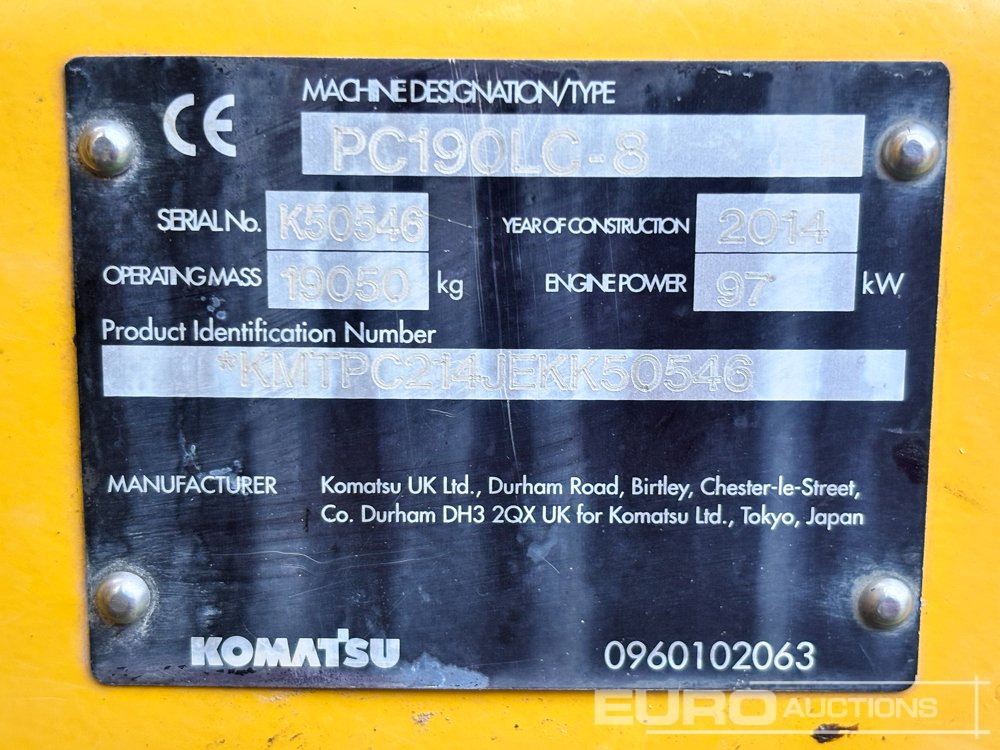 CE
MACHINE DESIGNATION/TYPE
PC190LC-8
SERIAL No. K50546 YEAR OF CONSTRUCTION 2014
OPERATING MASS 19050 kg ENGINE POWER 97 kW
Product Identification Number
*KMTPC214JEKK50546
MANUFACTURER Komatsu UK Ltd., Durham Road, Birtley, Chester-le-Street,
Co. Durham DH3 2QX UK for Komatsu Ltd., Tokyo, Japan
KOMATSU 0960102063
EURO AUCTIONS